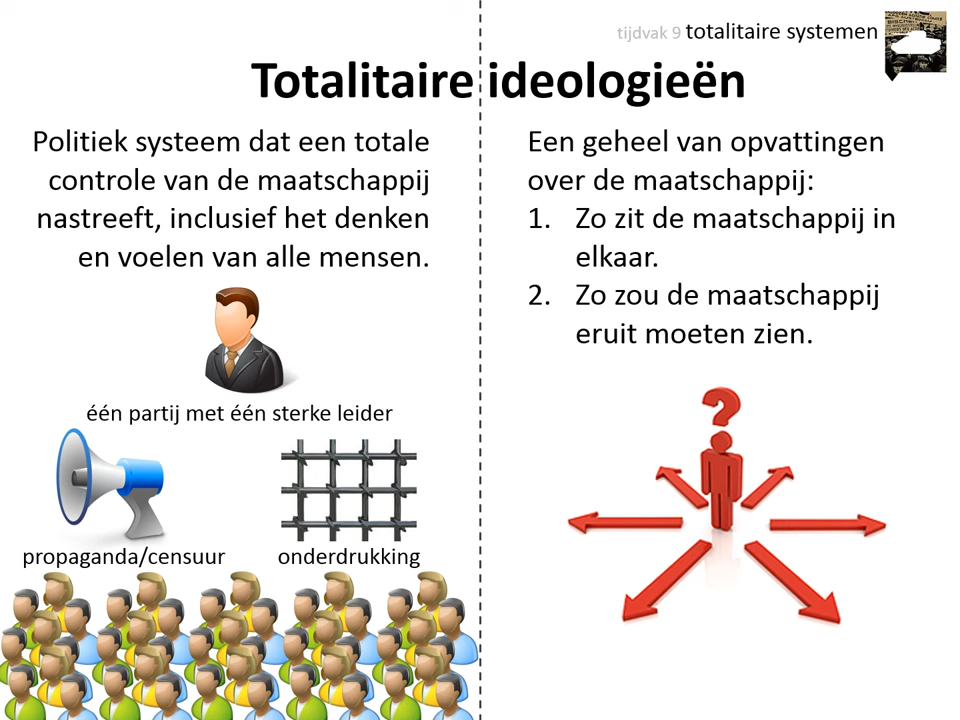 tijdvak 9 totalitaire systemen
Totalitaire ideologieën
Politiek systeem dat een totale
controle van de maatschappij
nastreeft, inclusief het denken
en voelen van alle mensen.
één partij met één sterke leider
propaganda/censuur
onderdrukking
Een geheel van opvattingen
over de maatschappij:
1. Zo zit de maatschappij in
elkaar.
2. Zo zou de maatschappij
eruit moeten zien.
?